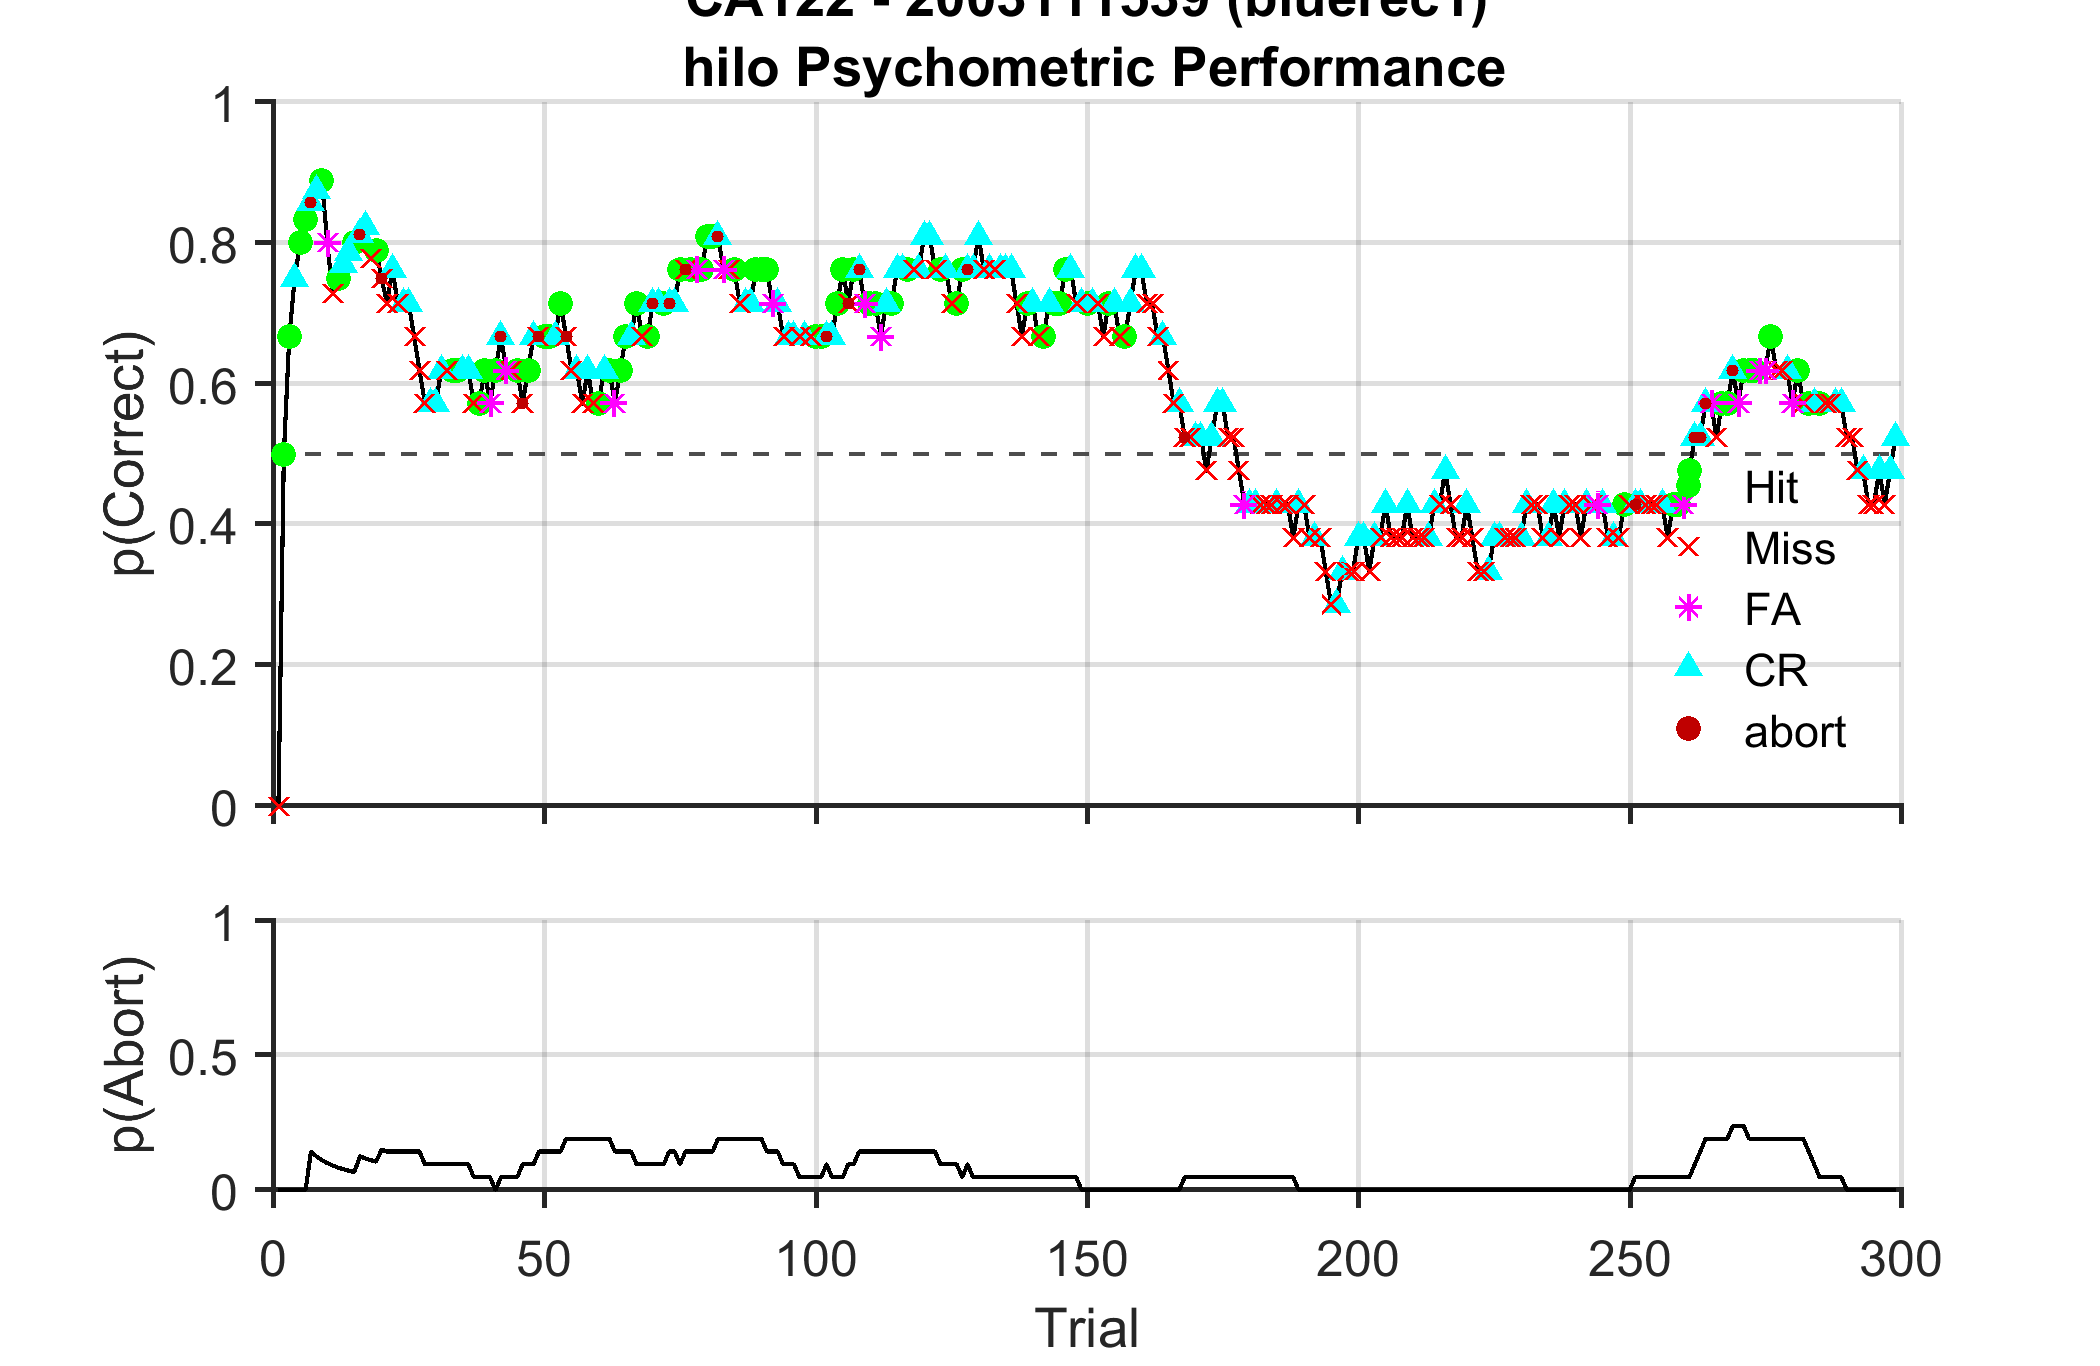 hilo Psychometric Performance
1
0.8
0.6
0.4
0.2
0
p(Correct)
Hit
Miss
FA
CR
abort
1
0.5
0
p(Abort)
0 50 100 150 200 250 300
Trial